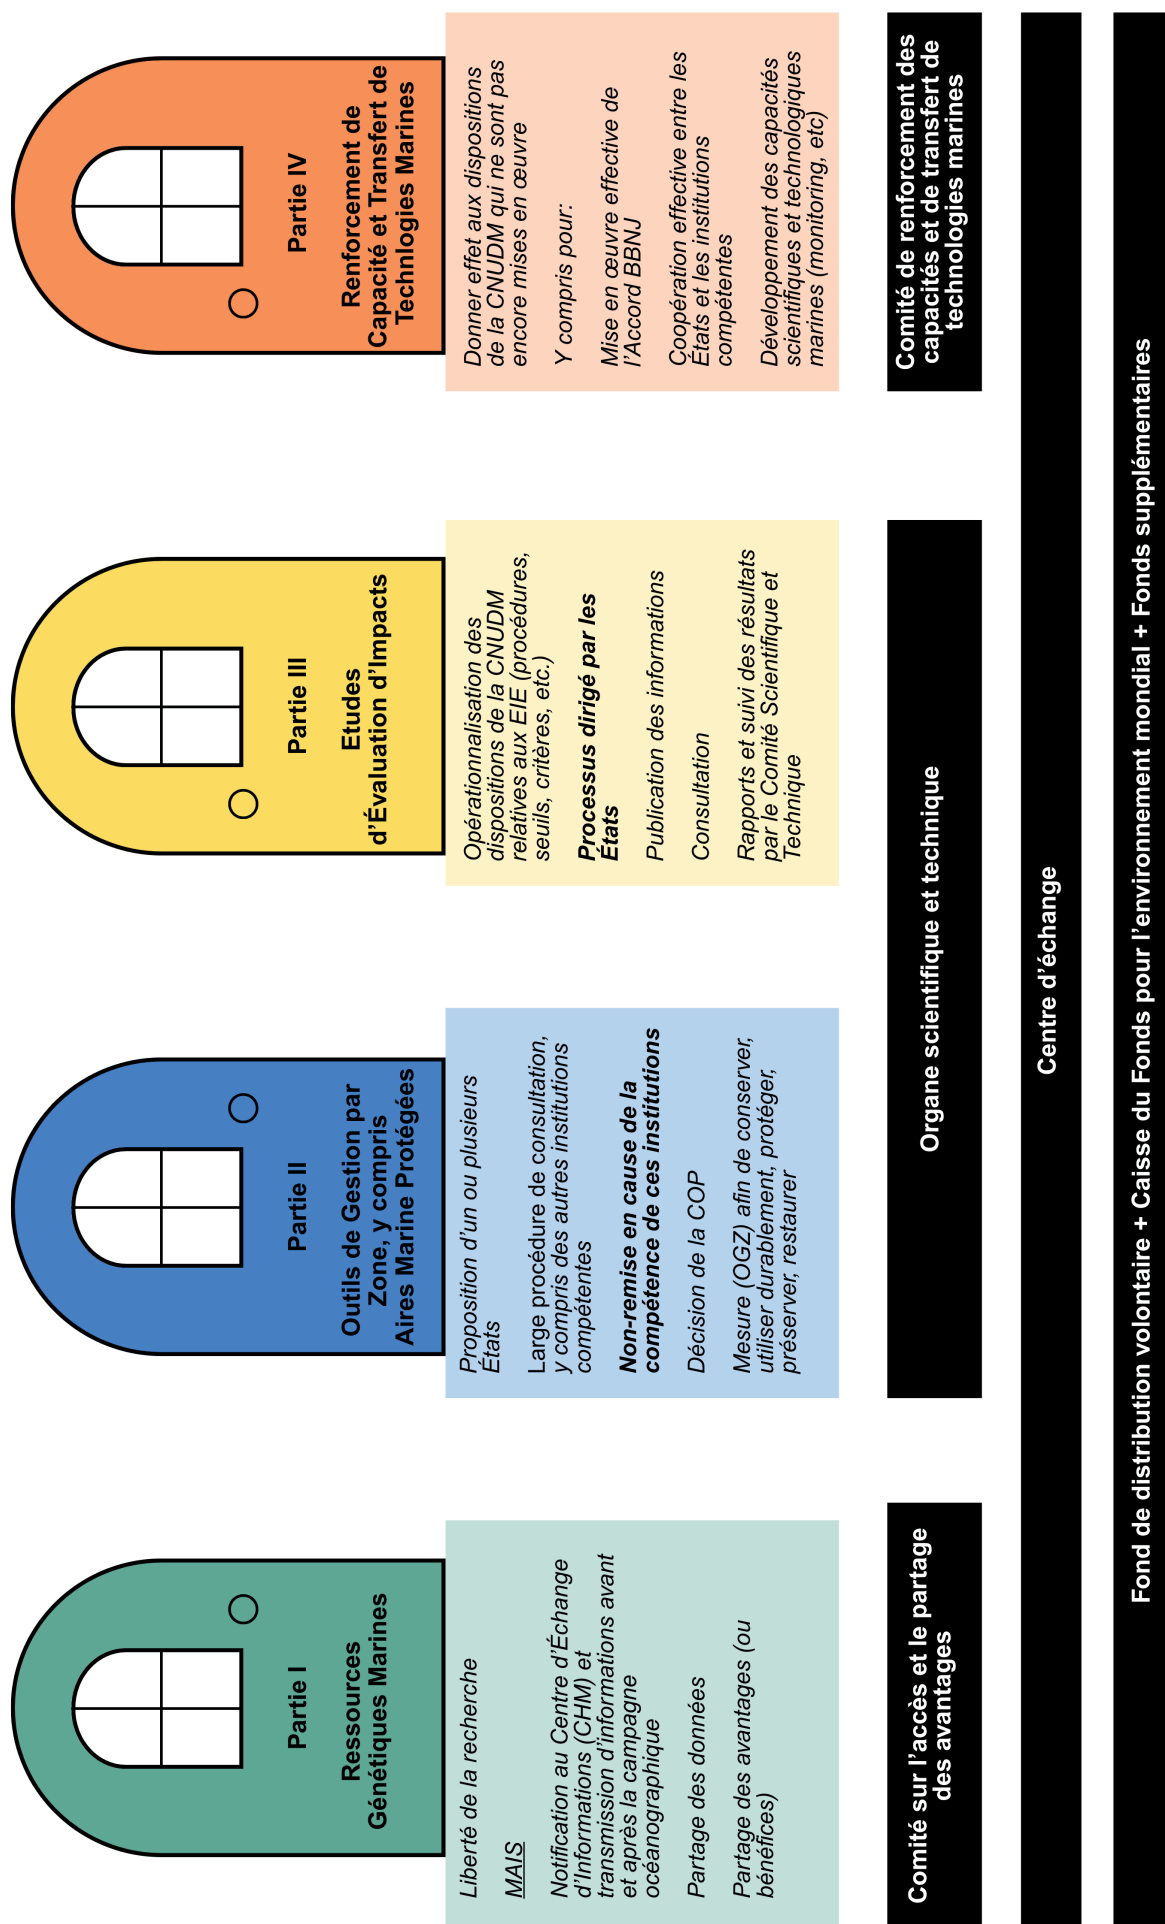 Partie I
Ressources
Génétiques Marines
Liberté de la recherche
MAIS
Notification au Centre d'Échange
d'Informations (CHM) et
transmission d'informations avant
et après la campagne
océanographique
Partage des données
Partage des avantages (ou
bénéfices)
Partie II
Outils de Gestion par
Zone, y compris
Aires Marine Protégées
Proposition d'un ou plusieurs
États
Large procédure de consultation,
y compris des autres institutions
compétentes
Non-remise en cause de la
compétence de ces institutions
Décision de la COP
Mesure (OGZ) afin de conserver,
utiliser durablement, protéger,
préserver, restaurer
Partie III
Etudes
d'Évaluation d'Impacts
Opérationnalisation des
dispositions de la CNUDM
relatives aux EIE (procédures,
seuils, critères, etc.)
Processus dirigé par les
États
Publication des informations
Consultation
Rapports et suivi des résultats
par le Comité Scientifique et
Technique
Partie IV
Renforcement de
Capacité et Transfert de
Technlogies Marines
Donner effet aux dispositions
de la CNUDM qui ne sont pas
encore mises en œuvre
Y compris pour:
Mise en œuvre effective de
l'Accord BBNJ
Coopération effective entre les
États et les institutions
compétentes
Développement des capacités
scientifiques et technologiques
marines (monitoring, etc)
Comité sur l'accès et le partage
des avantages
Organe scientifique et technique
Comité de renforcement des
capacités et de transfert de
technologies marines
Centre d'échange
Fond de distribution volontaire + Caisse du Fonds pour l'environnement mondial + Fonds supplémentaires